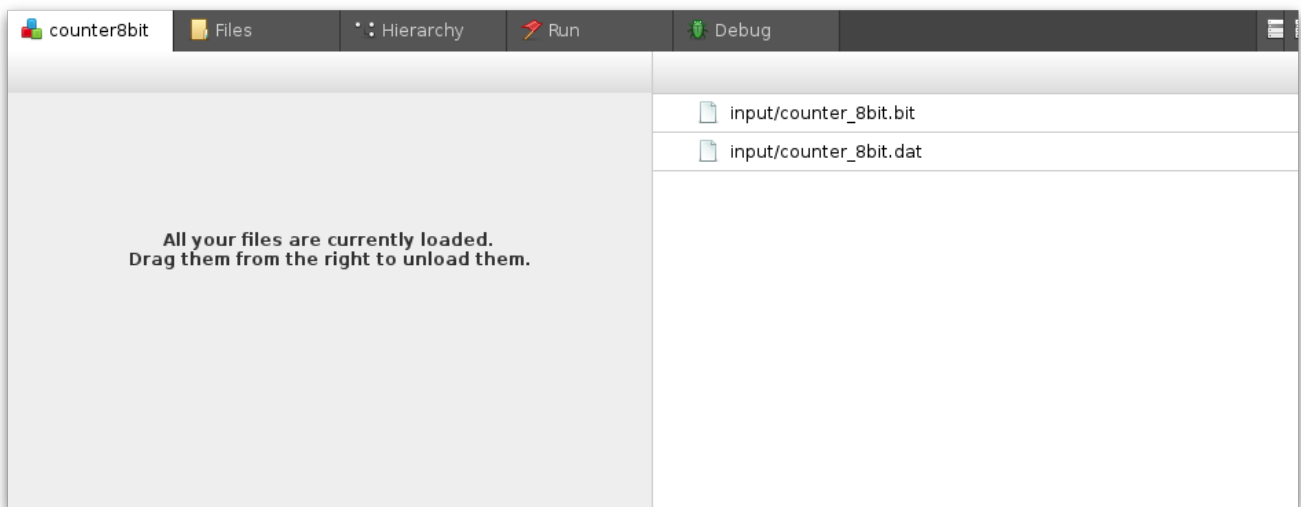 counter8bit
Files
Hierarchy
Run
Debug
All your files are currently loaded.
Drag them from the right to unload them.
input/counter_8bit.bit
input/counter_8bit.dat